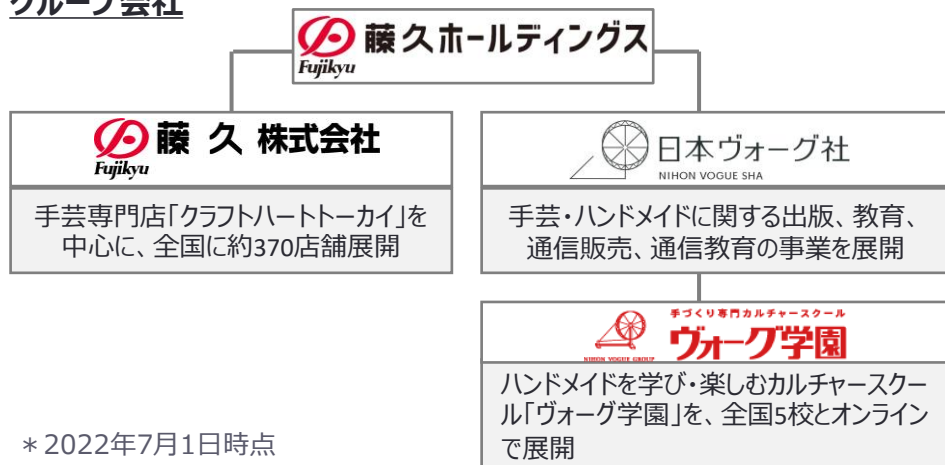 グループ会社
藤久ホールディングス
Fujikyu
藤久 株式会社
Fujikyu
手芸専門店「クラフトハートトーカイ」を
中心に、全国に約370店舗展開
日本ヴォーグ社
NIHON VOGUE SHA
手芸・ハンドメイドに関する出版、教育、
通信販売、通信教育の事業を展開
手づくり専門カルチャースクール
ヴォーグ学園
NIHON VOGUE GROUP
ハンドメイドを学び・楽しむカルチャースクー
ル「ヴォーグ学園」を、全国5校とオンライン
で展開
＊2022年7月1日時点